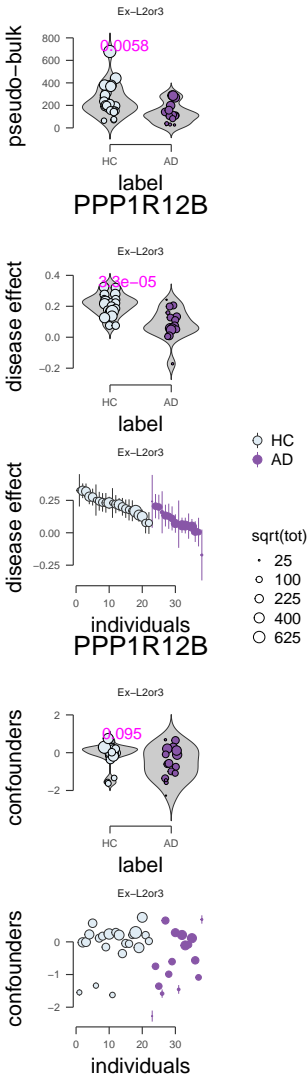 Ex−L2or3
pseudo−bulk
800
600
400
200
0
0.0058
HC
AD
label
PPP1R12B
Ex−L2or3
disease effect
0.4
0.2
0.0
−0.2
3.3e−05
HC
AD
label
Ex−L2or3
disease effect
0.25
0.00
−0.25
0
10
20
30
individuals
HC
AD
sqrt(tot)
25
100
225
400
625
PPP1R12B
Ex−L2or3
confounders
2
0
−2
0.095
HC
AD
label
Ex−L2or3
confounders
0
−1
−2
0
10
20
30
individuals